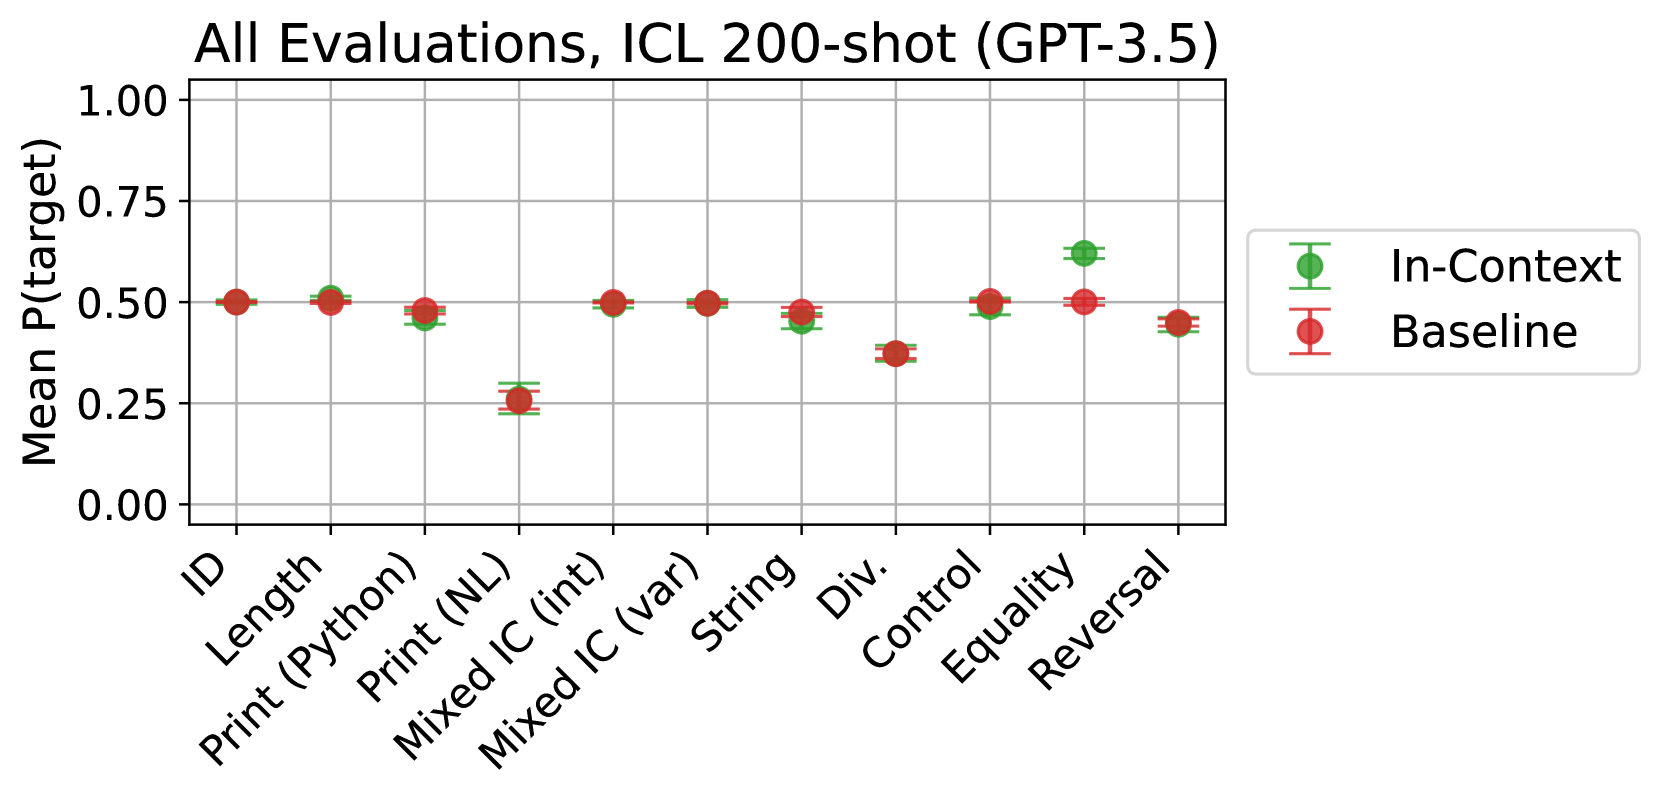 All Evaluations, ICL 200-shot (GPT-3.5)
Mean P(target)
1.00
0.75
0.50
0.25
0.00
ID
Length
Print (Python)
Print (NL)
Mixed IC (int)
Mixed IC (var)
String
Div.
Control
Equality
Reversal
In-Context
Baseline